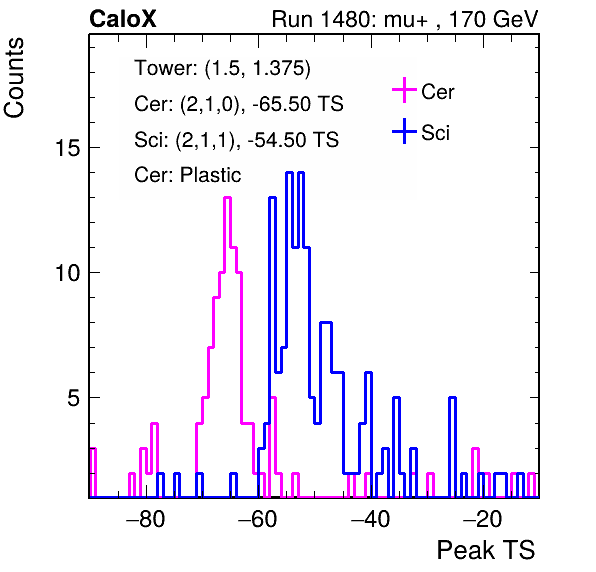 CaloX Run 1480: mu+ , 170 GeV
Counts
Tower: (1.5, 1.375)
Cer: (2,1,0), -65.50 TS
Sci: (2,1,1), -54.50 TS
Cer: Plastic
Cer
Sci
15
10
5
−80 −60 −40 −20
Peak TS